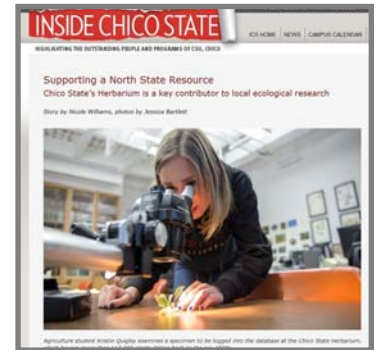 INSIDE CHICO STATE
ICS HOME NEWS CAMPUS CALENDAR
HIGHLIGHTING THE OUTSTANDING PEOPLE AND PROGRAMS OF CSU, CHICO
Supporting a North State Resource
Chico State's Herbarium is a key contributor to local ecological research
Story by Nicole Williams, photos by Jessica Bartlett
Agriculture student Kristin Quigley examines a specimen to be logged into the database at the Chico State Herbarium,